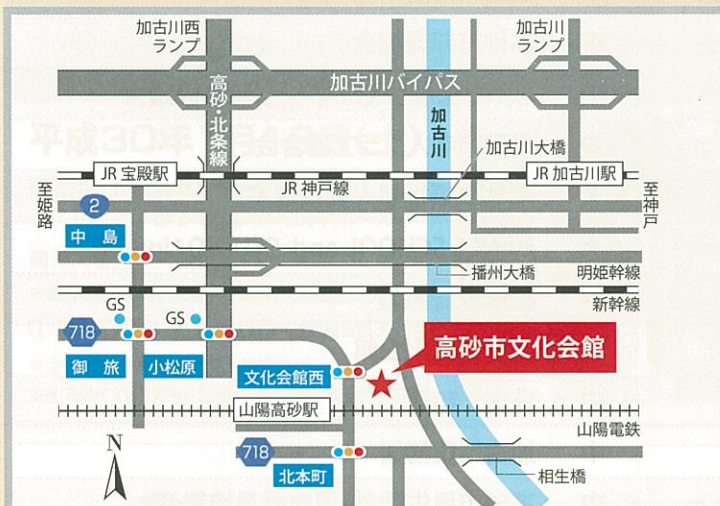 加古川西
ランプ
加古川
ランプ
加古川バイパス
高砂・北条線
加古川
加古川大橋
JR 宝殿駅
JR 神戸線
JR 加古川駅
至姫路
至神戸
2
中 島
播州大橋
明姫幹線
新幹線
GS
GS
718
御 旅
小松原
文化会館西
高砂市文化会館
山陽高砂駅
山陽電鉄
N
718
北本町
相生橋